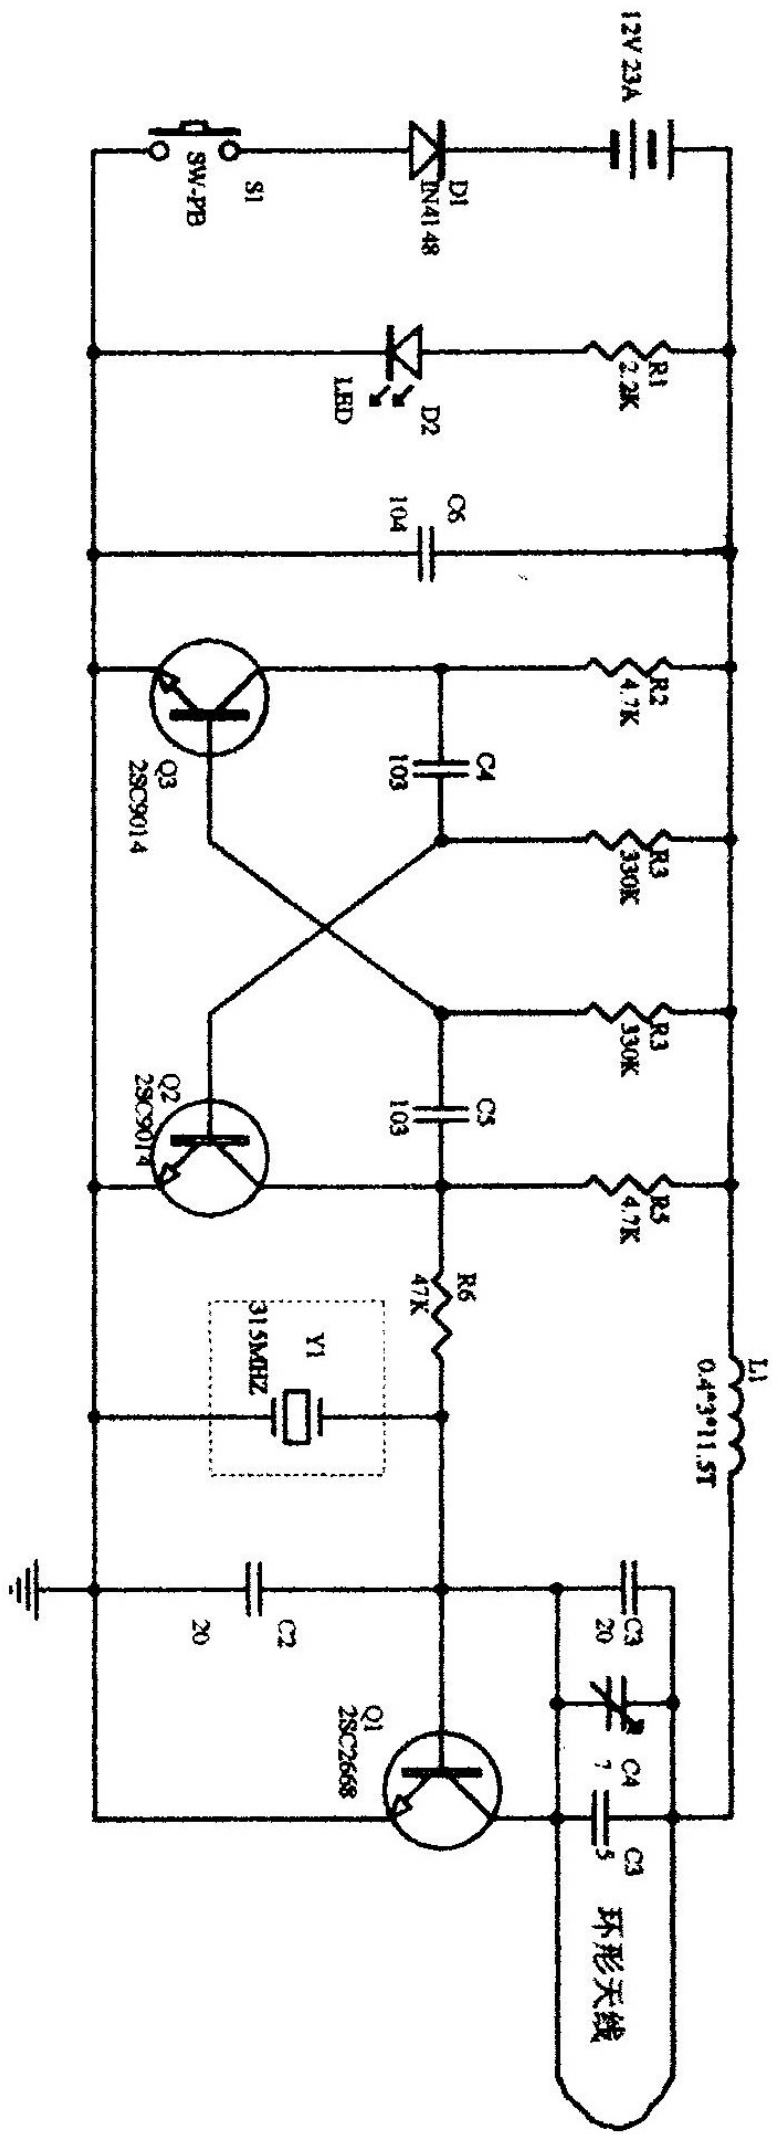 12V 23A
D1
IN4148
S1
SW-PB
R1
2.2K
D2
LED
C6
104
R2
4.7K
C4
103
Q3
2SC9014
R3
330K
R3
330K
C5
103
Q2
2SC9014
R5
4.7K
R6
47K
Y1
315MHZ
L1
0.4*3*11.5T
C2
20
C3
20
C4
7
C3
5
Q1
2SC2668
环形天线